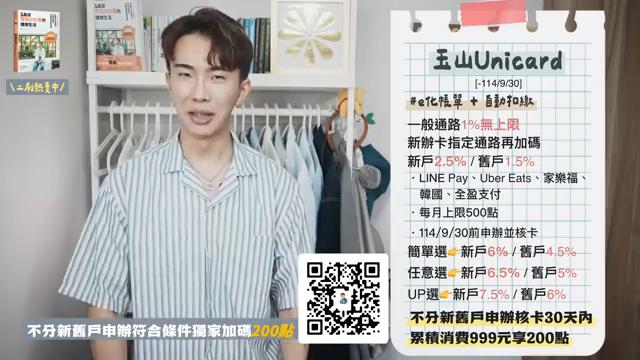 二刷熱賣中
玉山Unicard
[-114/9/30]
#e化帳單 + 自動扣繳
一般通路1%無上限
新辦卡指定通路再加碼
新戶2.5% / 舊戶1.5%
· LINE Pay、Uber Eats、家樂福、
韓國、全盈支付
· 每月上限500點
· 114/9/30前申辦並核卡
簡單選👉新戶6% / 舊戶4.5%
任意選👉新戶6.5% / 舊戶5%
UP選👉新戶7.5% / 舊戶6%
不分新舊戶申辦核卡30天內
累積消費999元享200點
不分新舊戶申辦符合條件獨家加碼200點